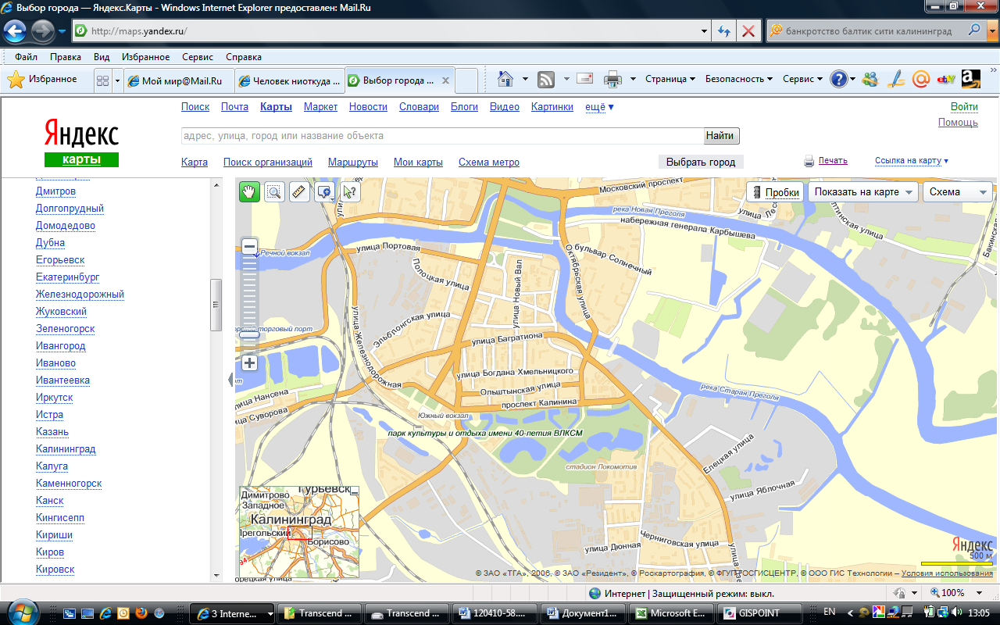 Выбор города — Яндекс.Карты - Windows Internet Explorer предоставлен: Mail.Ru
http://maps.yandex.ru/
банкротство балтик сити калининград
Файл Правка Вид Избранное Сервис Справка
Избранное
Мой мир@Mail.Ru
Человек ниоткуда ...
Выбор города ...
Страница
Безопасность
Сервис
Поиск Почта Карты Маркет Новости Словари Блоги Видео Картинки ещё
Войти
Помощь
Яндекс
карты
адрес, улица, город или название объекта
Найти
Карта Поиск организаций Маршруты Мои карты Схема метро
Выбрать город
Печать
Ссылка на карту
Дмитров
Долгопрудный
Домодедово
Дубна
Егорьевск
Екатеринбург
Железнодорожный
Жуковский
Зеленогорск
Ивангород
Иваново
Ивантеевка
Иркутск
Истра
Казань
Калининград
Калуга
Каменногорск
Канск
Кингисепп
Кириши
Киров
Кировск
Пробки
Показать на карте
Схема
Московский проспект
река Новая Преголя
улица Ле
набережная генерала Карбышева
Речной вокзал
улица Портовая
Полоцкая улица
улица Новый Вал
Октябрьская улица
бульвар Солнечный
торговый порт
улица Железнодорожная
Эльблонгская улица
улица Багратиона
улица Богдана Хмельницкого
Ольштынская улица
проспект Калинина
улица Нансена
Суворова
Южный вокзал
парк культуры и отдыха имени 40-летия ВЛКСМ
стадион Локомотив
река Старая Преголя
Елецкая улица
улица Яблочная
Черниговская улица
улица Дюнная
Димитрово
Западное
Гурьевск
Калининград
Прегольский
Борисово
Яндекс
500 м
© ЗАО «ТГА», 2006, © ЗАО «Резидент», © Роскартография, © ФГУП РОСГИСЦЕНТР, © ООО ГИС Технологии – Условия использования
Интернет | Защищенный режим: выкл.
100%
3 Interne...
Transcend ...
Transcend ...
120410-58....
Документ1...
Microsoft E...
GISPOINT
EN
13:05